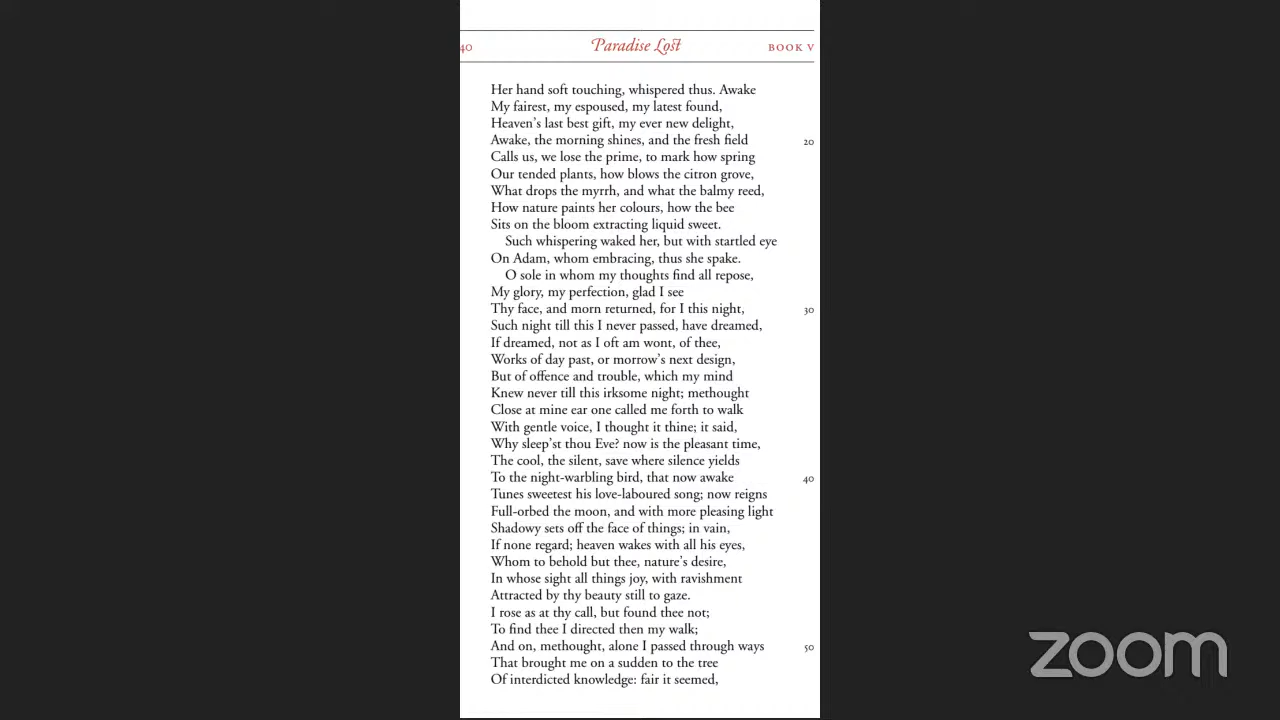 40 Paradise Lost BOOK V
Her hand soft touching, whispered thus. Awake
My fairest, my espoused, my latest found,
Heaven's last best gift, my ever new delight,
Awake, the morning shines, and the fresh field 20
Calls us, we lose the prime, to mark how spring
Our tended plants, how blows the citron grove,
What drops the myrrh, and what the balmy reed,
How nature paints her colours, how the bee
Sits on the bloom extracting liquid sweet.
Such whispering waked her, but with startled eye
On Adam, whom embracing, thus she spake.
O sole in whom my thoughts find all repose,
My glory, my perfection, glad I see
Thy face, and morn returned, for I this night, 30
Such night till this I never passed, have dreamed,
If dreamed, not as I oft am wont, of thee,
Works of day past, or morrow's next design,
But of offence and trouble, which my mind
Knew never till this irksome night; methought
Close at mine ear one called me forth to walk
With gentle voice, I thought it thine; it said,
Why sleep'st thou Eve? now is the pleasant time,
The cool, the silent, save where silence yields
To the night-warbling bird, that now awake 40
Tunes sweetest his love-laboured song; now reigns
Full-orbed the moon, and with more pleasing light
Shadowy sets off the face of things; in vain,
If none regard; heaven wakes with all his eyes,
Whom to behold but thee, nature's desire,
In whose sight all things joy, with ravishment
Attracted by thy beauty still to gaze.
I rose as at thy call, but found thee not;
To find thee I directed then my walk;
And on, methought, alone I passed through ways 50
That brought me on a sudden to the tree
Of interdicted knowledge: fair it seemed,
zoom